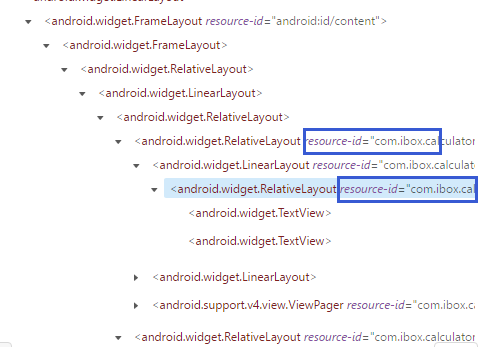 <android.widget.FrameLayout resource-id="android:id/content">
<android.widget.FrameLayout>
<android.widget.RelativeLayout>
<android.widget.LinearLayout>
<android.widget.RelativeLayout>
<android.widget.RelativeLayout resource-id="com.ibox.calculator
<android.widget.LinearLayout resource-id="com.ibox.calculator
<android.widget.RelativeLayout resource-id="com.ibox.cal
<android.widget.TextView>
<android.widget.TextView>
<android.widget.LinearLayout>
<android.support.v4.view.ViewPager resource-id="com.ibox.c
<android.widget.RelativeLayout resource-id="com.ibox.calculator